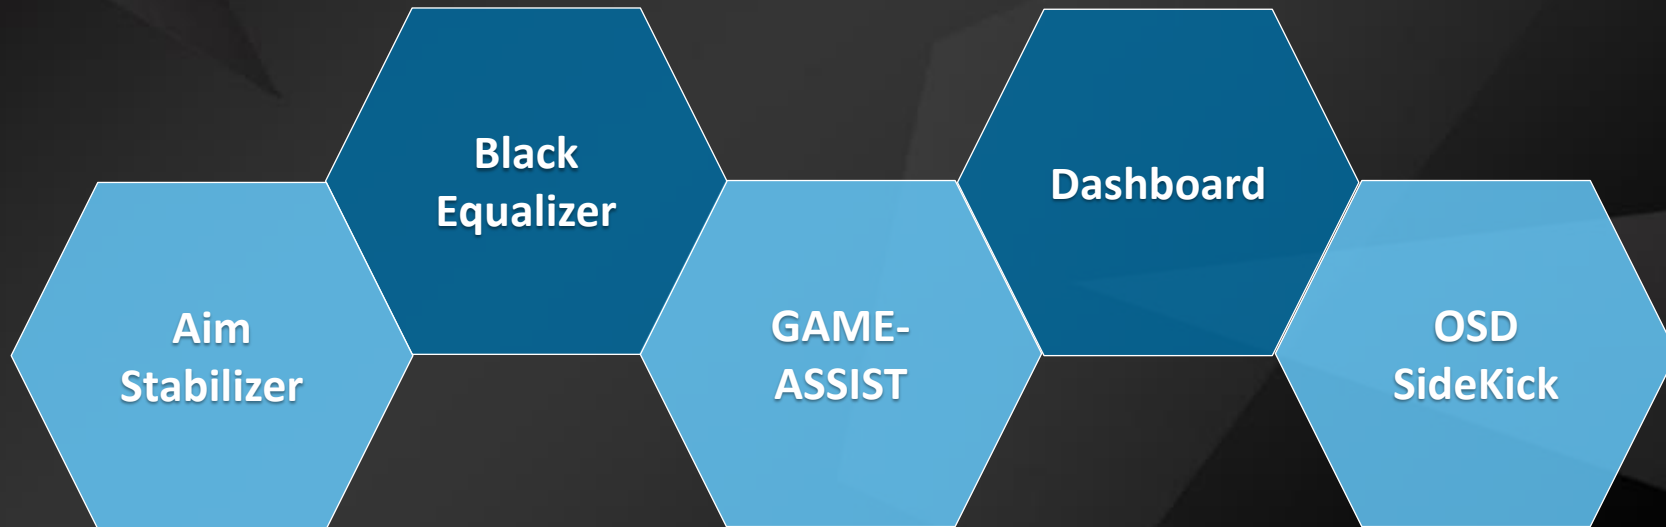 Aim
Stabilizer
Black
Equalizer
GAME-
ASSIST
Dashboard
OSD
SideKick